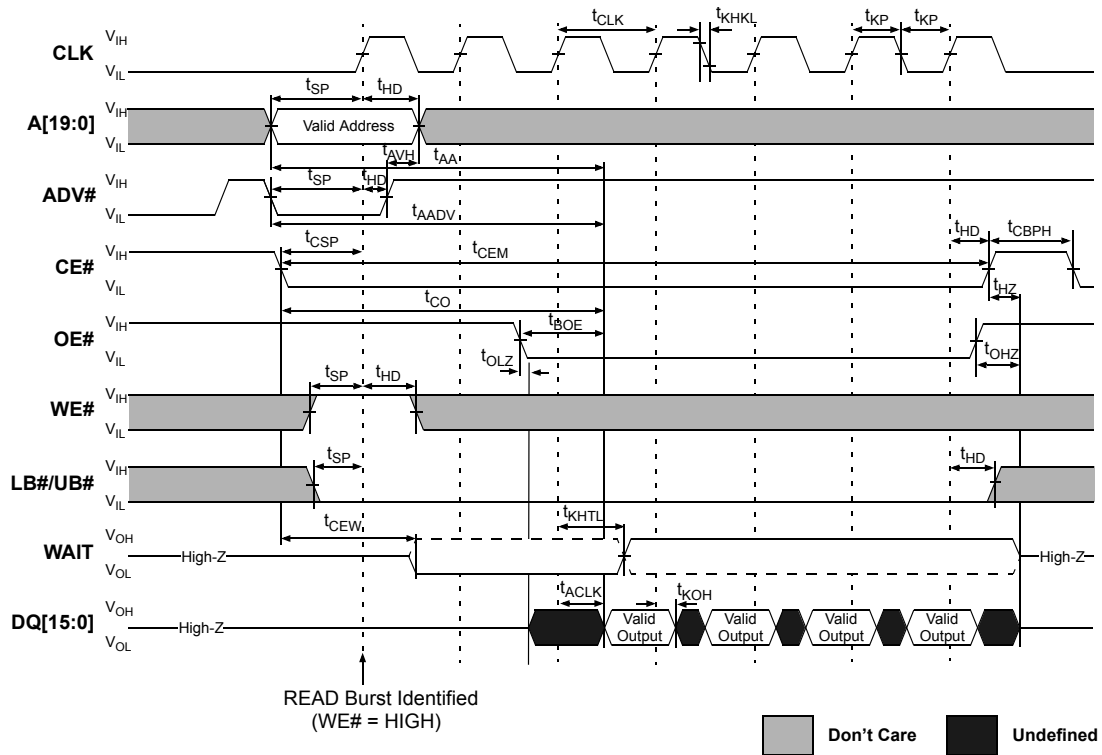 tCLK tKHKL tKP tKP
CLK VIH
VIL
tSP tHD
A[19:0] VIH
Valid Address
VIL
tAVH
tAA
ADV# VIH
tSP tHD
VIL
tAADV
tCSP tHD tCBPH
CE# VIH
tCEM
VIL
tHZ
tCO
OE# VIH
tBOE
VIL
tOLZ tOHZ
tSP tHD
WE# VIH
VIL
LB#/UB# VIH
tSP tHD
VIL
tCEW tKHTL
WAIT VOH
High-Z High-Z
VOL
tACLK tKOH
DQ[15:0] VOH
High-Z Valid Output Valid Output Valid Output Valid Output
VOL
READ Burst Identified
(WE# = HIGH)
Don't Care Undefined